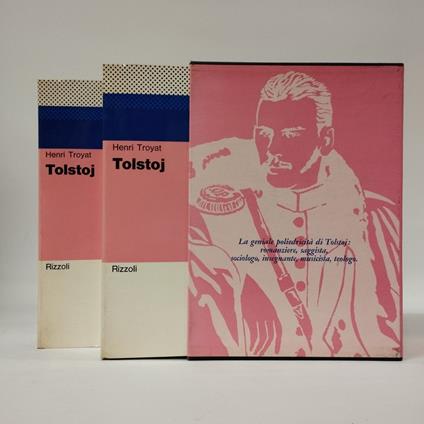 Henri Troyat
Tolstoj
Rizzoli
Henri Troyat
Tolstoj
Rizzoli
La geniale poliedricità di Tolstoj:
romanziere, saggista,
sociologo, insegnante, musicista, teologo.